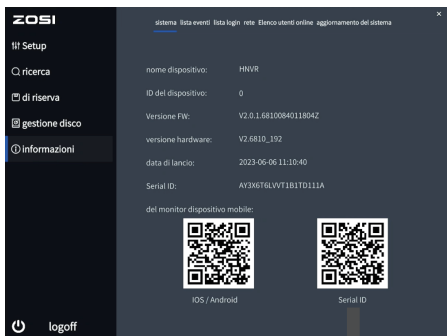 ZOSI
Setup
ricerca
di riserva
gestione disco
informazioni
logoff
sistema lista eventi lista login rete Elenco utenti online aggiornamento del sistema
nome dispositivo: HNVR
ID del dispositivo: 0
Versione FW: V2.0.1.6810084011804Z
versione hardware: V2.6810_192
data di lancio: 2023-06-06 11:10:40
Serial ID: AY3X6T6LVVT1B1TD111A
del monitor dispositivo mobile:
IOS / Android Serial ID